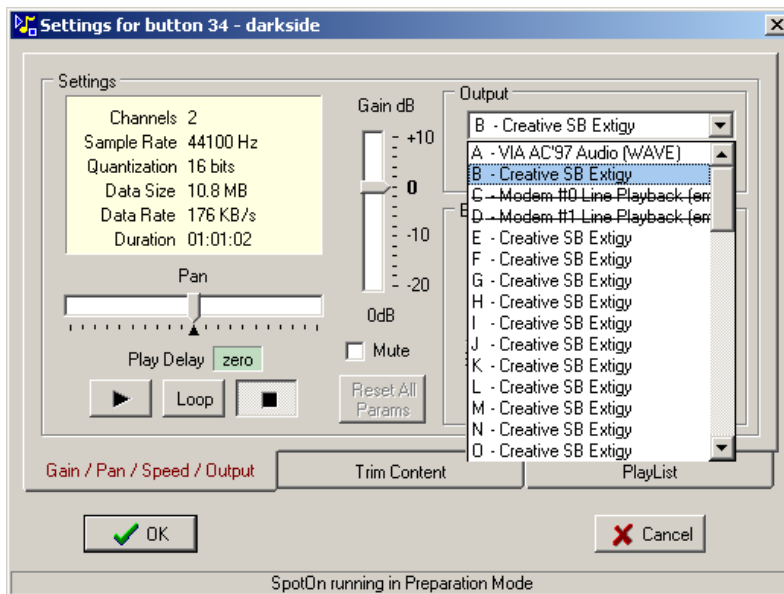 Settings for button 34 - darkside
Settings
Channels 2
Sample Rate 44100 Hz
Quantization 16 bits
Data Size 10.8 MB
Data Rate 176 KB/s
Duration 01:01:02
Pan
Play Delay zero
Loop
Gain dB
+10
0
-10
-20
0dB
Mute
Reset All
Params
Output
B - Creative SB Extigy
A - VIA AC'97 Audio (WAVE)
B - Creative SB Extigy
C - Modem #0 Line Playback (em
D - Modem #1 Line Playback (em
E - Creative SB Extigy
F - Creative SB Extigy
G - Creative SB Extigy
H - Creative SB Extigy
I - Creative SB Extigy
J - Creative SB Extigy
K - Creative SB Extigy
L - Creative SB Extigy
M - Creative SB Extigy
N - Creative SB Extigy
O - Creative SB Extigy
Gain / Pan / Speed / Output
Trim Content
PlayList
OK
Cancel
SpotOn running in Preparation Mode